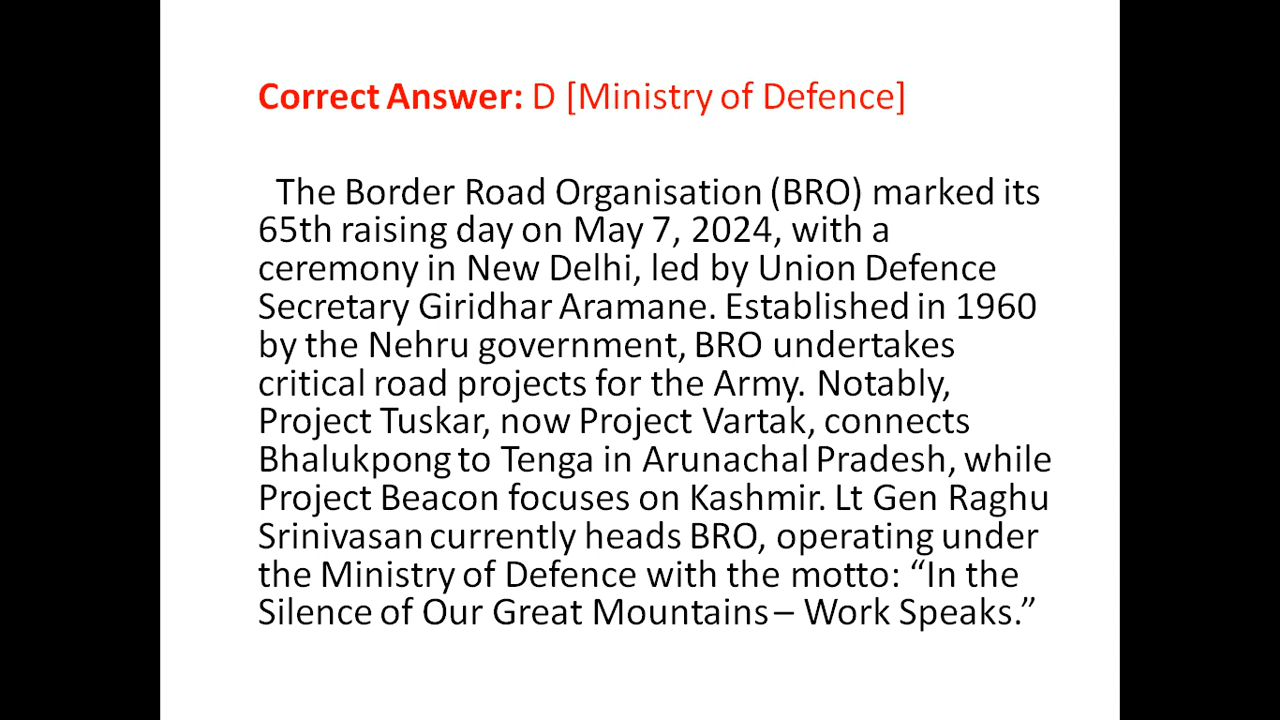 Correct Answer: D [Ministry of Defence]
The Border Road Organisation (BRO) marked its
65th raising day on May 7, 2024, with a
ceremony in New Delhi, led by Union Defence
Secretary Giridhar Aramane. Established in 1960
by the Nehru government, BRO undertakes
critical road projects for the Army. Notably,
Project Tuskar, now Project Vartak, connects
Bhalukpong to Tenga in Arunachal Pradesh, while
Project Beacon focuses on Kashmir. Lt Gen Raghu
Srinivasan currently heads BRO, operating under
the Ministry of Defence with the motto: “In the
Silence of Our Great Mountains – Work Speaks.”